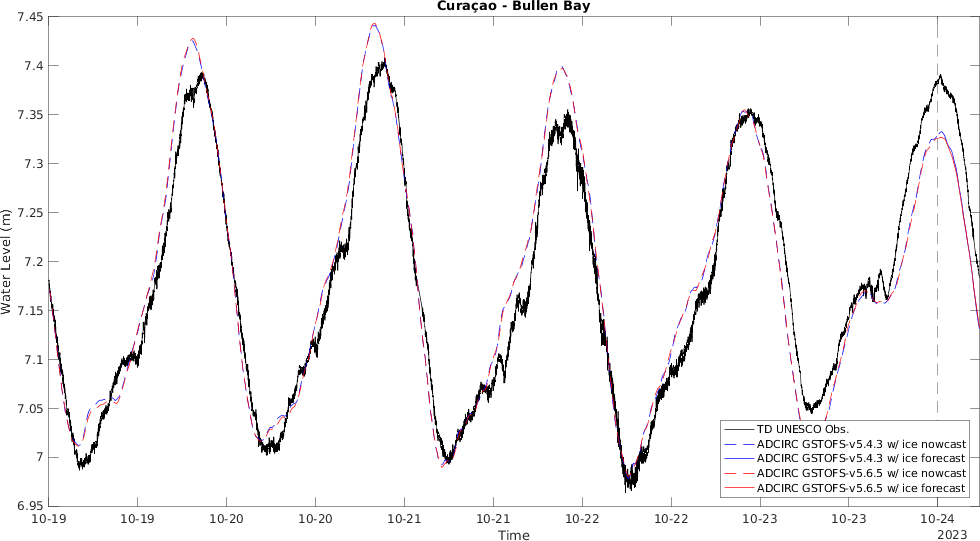 Curaçao - Bullen Bay
7.45
7.4
7.35
7.3
7.25
7.2
7.15
7.1
7.05
7
6.95
Water Level (m)
TD UNESCO Obs.
ADCIRC GSTOFS-v5.4.3 w/ ice nowcast
ADCIRC GSTOFS-v5.4.3 w/ ice forecast
ADCIRC GSTOFS-v5.6.5 w/ ice nowcast
ADCIRC GSTOFS-v5.6.5 w/ ice forecast
10-19 10-19 10-20 10-20 10-21 10-21 10-22 10-22 10-23 10-23 10-24
Time
2023